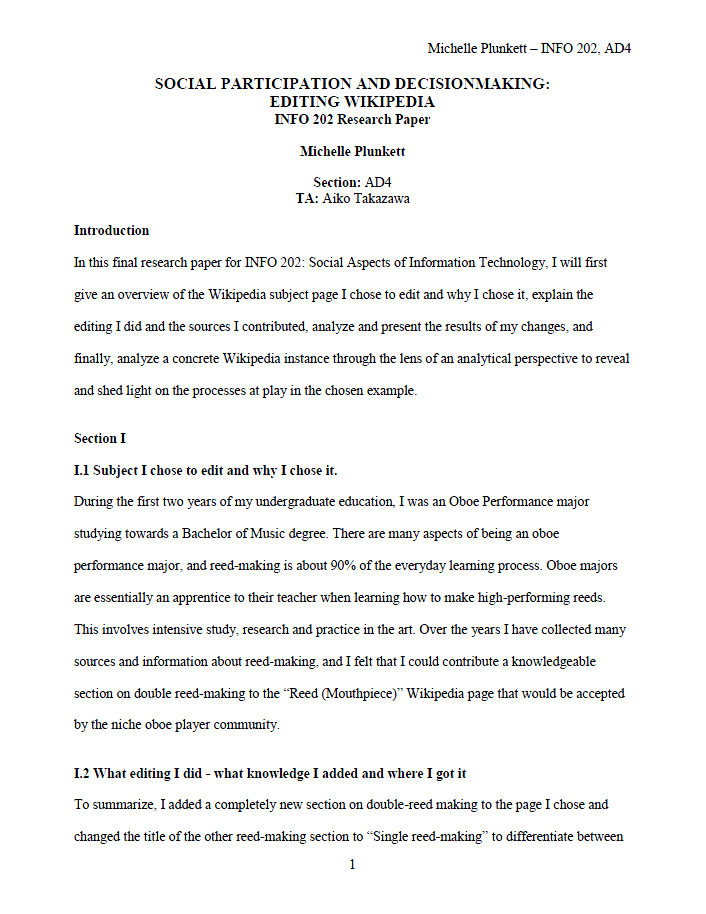 Michelle Plunkett – INFO 202, AD4
SOCIAL PARTICIPATION AND DECISIONMAKING:
EDITING WIKIPEDIA
INFO 202 Research Paper
Michelle Plunkett
Section: AD4
TA: Aiko Takazawa
Introduction
In this final research paper for INFO 202: Social Aspects of Information Technology, I will first
give an overview of the Wikipedia subject page I chose to edit and why I chose it, explain the
editing I did and the sources I contributed, analyze and present the results of my changes, and
finally, analyze a concrete Wikipedia instance through the lens of an analytical perspective to reveal
and shed light on the processes at play in the chosen example.
Section I
I.1 Subject I chose to edit and why I chose it.
During the first two years of my undergraduate education, I was an Oboe Performance major
studying towards a Bachelor of Music degree. There are many aspects of being an oboe
performance major, and reed-making is about 90% of the everyday learning process. Oboe majors
are essentially an apprentice to their teacher when learning how to make high-performing reeds.
This involves intensive study, research and practice in the art. Over the years I have collected many
sources and information about reed-making, and I felt that I could contribute a knowledgeable
section on double reed-making to the “Reed (Mouthpiece)” Wikipedia page that would be accepted
by the niche oboe player community.
I.2 What editing I did - what knowledge I added and where I got it
To summarize, I added a completely new section on double-reed making to the page I chose and
changed the title of the other reed-making section to “Single reed-making” to differentiate between
1